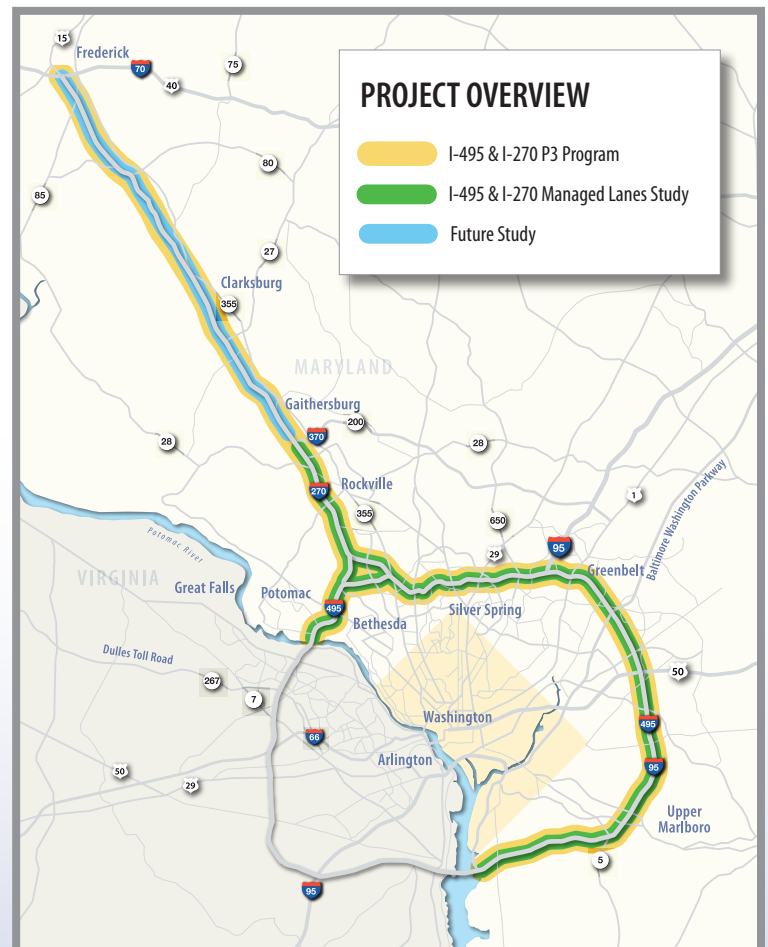 15
Frederick
70
40
75
PROJECT OVERVIEW
I-495 & I-270 P3 Program
I-495 & I-270 Managed Lanes Study
Future Study
80
85
27
Clarksburg
355
MARYLAND
Gaithersburg
370
200
28
28
270
Rockville
355
650
1
Baltimore Washington Parkway
29
95
Potomac River
VIRGINIA
Great Falls
Potomac
Greenbelt
495
Silver Spring
Bethesda
Dulles Toll Road
267
7
50
Washington
495
66
Arlington
95
50
29
Upper
Marlboro
5
95